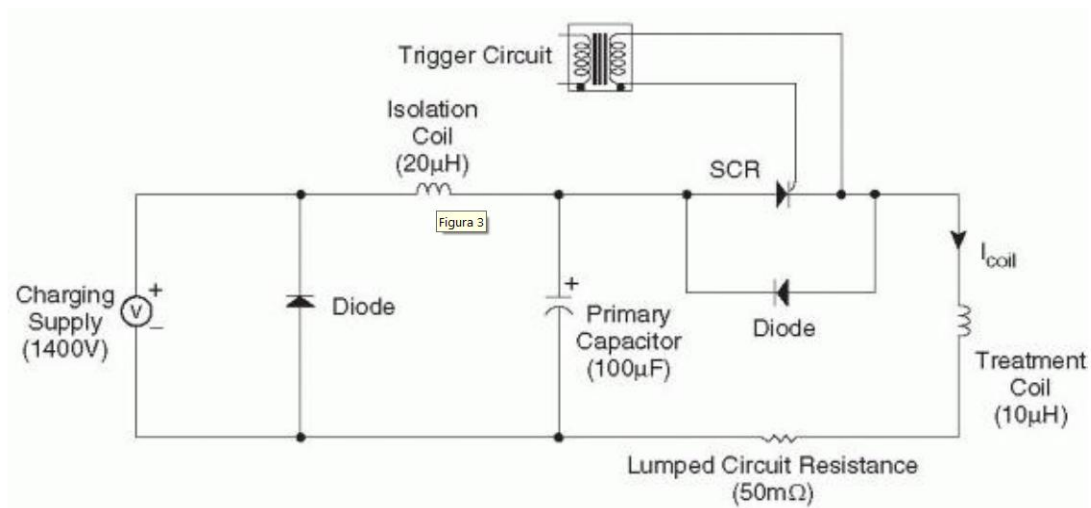 Trigger Circuit
Isolation
Coil
(20µH)
SCR
Figura 3
I coil
Charging
Supply
(1400V)
+
V
−
Diode
+
Primary
Capacitor
(100µF)
Diode
Treatment
Coil
(10µH)
Lumped Circuit Resistance
(50mΩ)